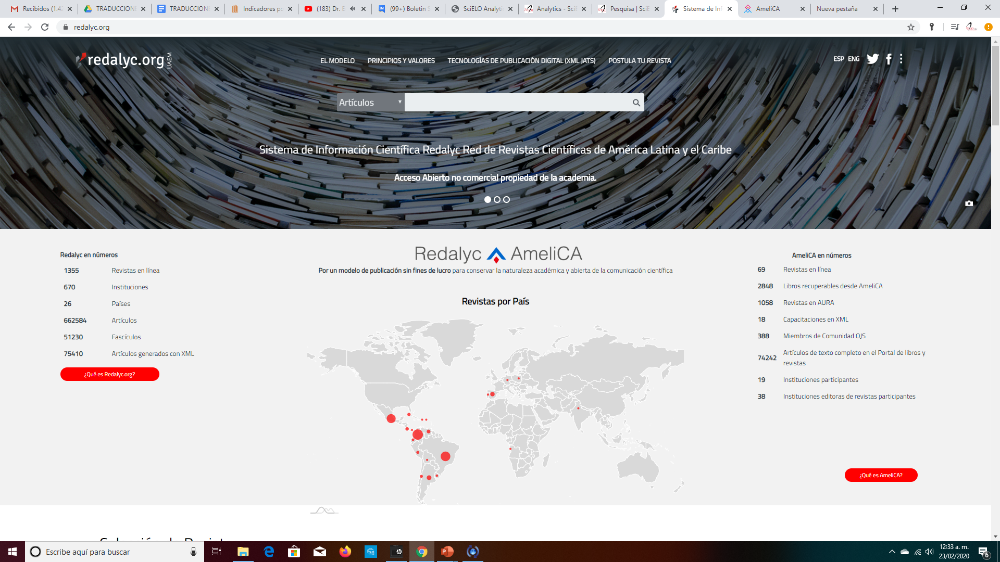 Recibidos (1.42
TRADUCCIONE
TRADUCCIONE
Indicadores po
(183) Dr. E
(99+) Boletin S
SciELO Analyti
Analytics - SciE
Pesquisa | SciE
Sistema de Inf
AmeliCA
Nueva pestaña
redalyc.org
redalyc.org UAEM
EL MODELO
PRINCIPIOS Y VALORES
TECNOLOGÍAS DE PUBLICACIÓN DIGITAL (XML JATS)
POSTULA TU REVISTA
ESP ENG
Artículos
Sistema de Información Científica Redalyc Red de Revistas Científicas de América Latina y el Caribe
Acceso Abierto no comercial propiedad de la academia.
Redalyc en números
1355 Revistas en línea
670 Instituciones
26 Países
662584 Artículos
51230 Fascículos
75410 Artículos generados con XML
¿Qué es Redalyc.org?
Redalyc AmeliCA
Por un modelo de publicación sin fines de lucro para conservar la naturaleza académica y abierta de la comunicación científica
Revistas por País
AmeliCA en números
69 Revistas en línea
2848 Libros recuperables desde AmeliCA
1058 Revistas en AURA
18 Capacitaciones en XML
388 Miembros de Comunidad OJS
74242 Artículos de texto completo en el Portal de libros y
revistas
19 Instituciones participantes
38 Instituciones editoras de revistas participantes
¿Qué es AmeliCA?
Escribe aquí para buscar
12:33 a. m.
23/02/2020
6